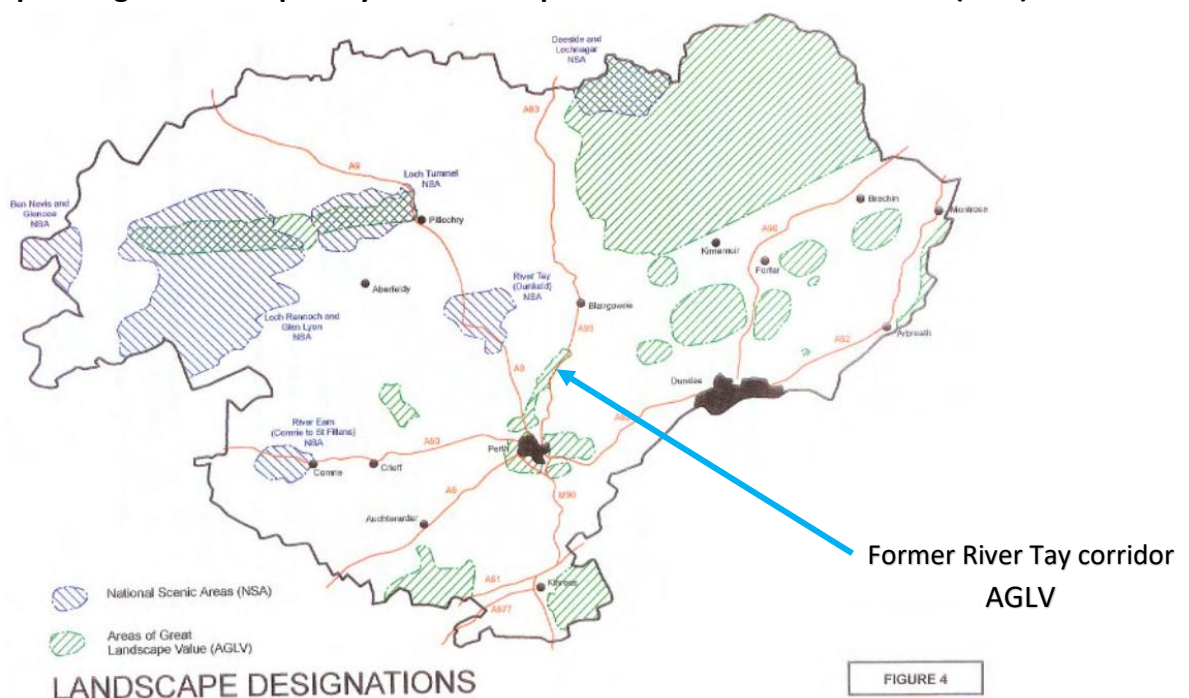 Deeside and
Lochnagar
NSA
A93
A9
Loch Tummel
NSA
Ben Nevis and
Glencoe
NSA
Pitlochry
Brechin
Montrose
A90
Kirriemuir
Forfar
River Tay
(Dunkeld)
NSA
Aberfeldy
Blairgowrie
Loch Rannoch and
Glen Lyon
NSA
A93
A92
Arbroath
A9
Dundee
River Earn
(Comrie to St Fillans)
NSA
Perth
Comrie
Crieff
A9
M90
Auchterarder
Former River Tay corridor
AGLV
A91
Kinross
A977
National Scenic Areas (NSA)
Areas of Great
Landscape Value (AGLV)
LANDSCAPE DESIGNATIONS
FIGURE 4